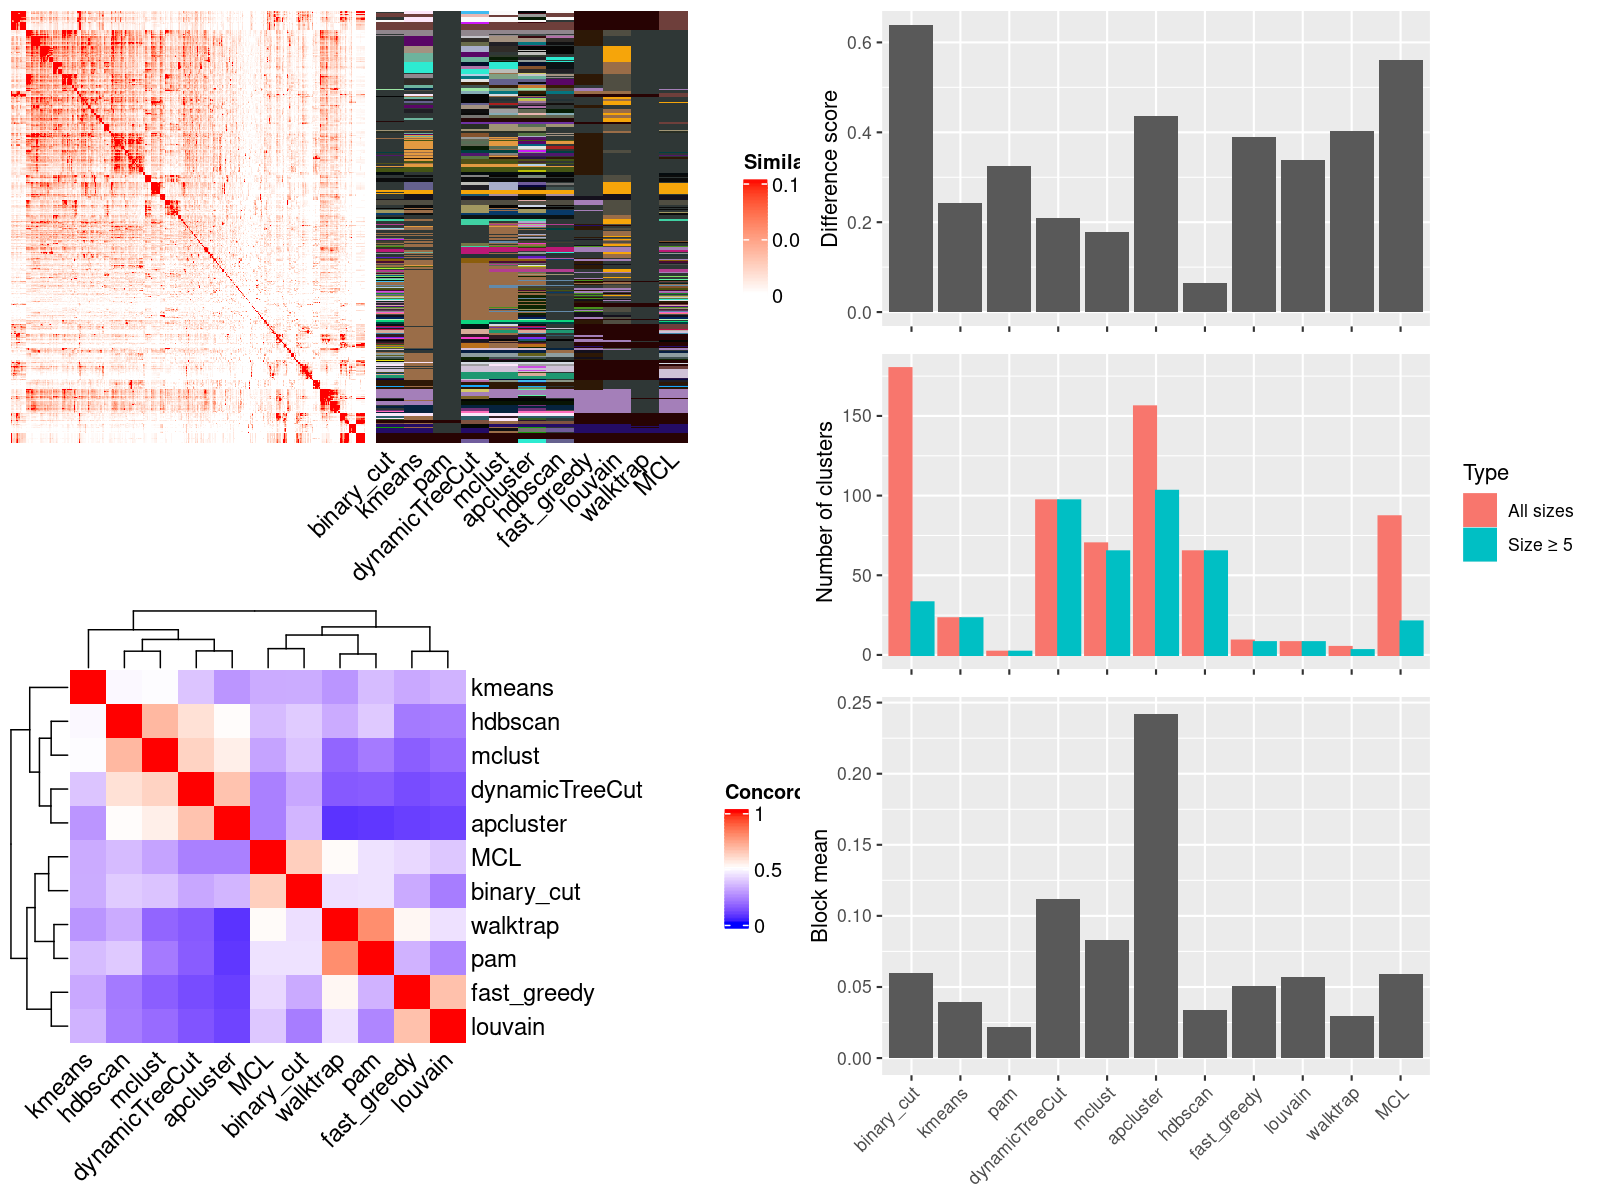 Simila
0.1
0.0
0
binary_cut
kmeans
pam
dynamicTreeCut
mclust
apcluster
hdbscan
fast_greedy
louvain
walktrap
MCL
kmeans
hdbscan
mclust
dynamicTreeCut
apcluster
MCL
binary_cut
walktrap
pam
fast_greedy
louvain
kmeans
hdbscan
mclust
dynamicTreeCut
apcluster
MCL
binary_cut
walktrap
pam
fast_greedy
louvain
Concord
1
0.5
0
Difference score
0.6
0.4
0.2
0.0
Number of clusters
150
100
50
0
Type
All sizes
Size ≥ 5
Block mean
0.25
0.20
0.15
0.10
0.05
0.00
binary_cut
kmeans
pam
dynamicTreeCut
mclust
apcluster
hdbscan
fast_greedy
louvain
walktrap
MCL